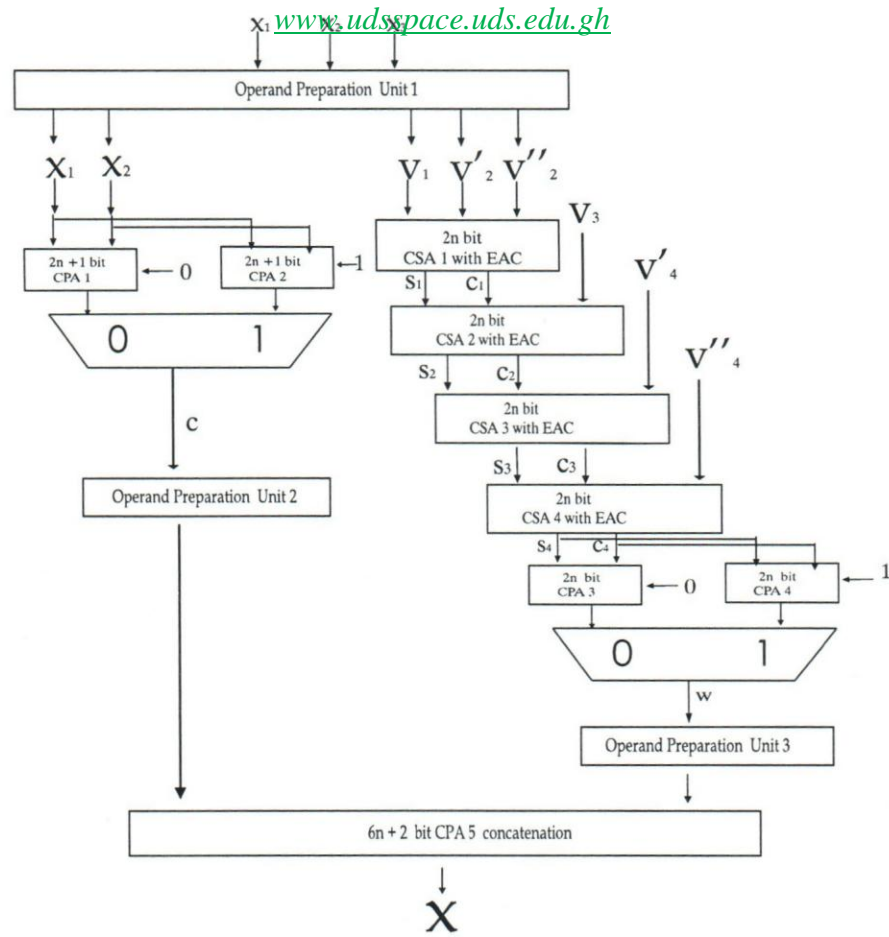 www.udsspace.uds.edu.gh
x1 x2 x3
Operand Preparation Unit 1
x1 x2 v1 v'2 v''2
v3
2n bit
CSA 1 with EAC
2n +1 bit
CPA 1
0
2n +1 bit
CPA 2
1
s1 c1
v'4
0 1
2n bit
CSA 2 with EAC
v''4
s2 c2
c
2n bit
CSA 3 with EAC
s3 c3
Operand Preparation Unit 2
2n bit
CSA 4 with EAC
s4 c4
2n bit
CPA 3
0
2n bit
CPA 4
1
0 1
w
Operand Preparation Unit 3
6n + 2 bit CPA 5 concatenation
X